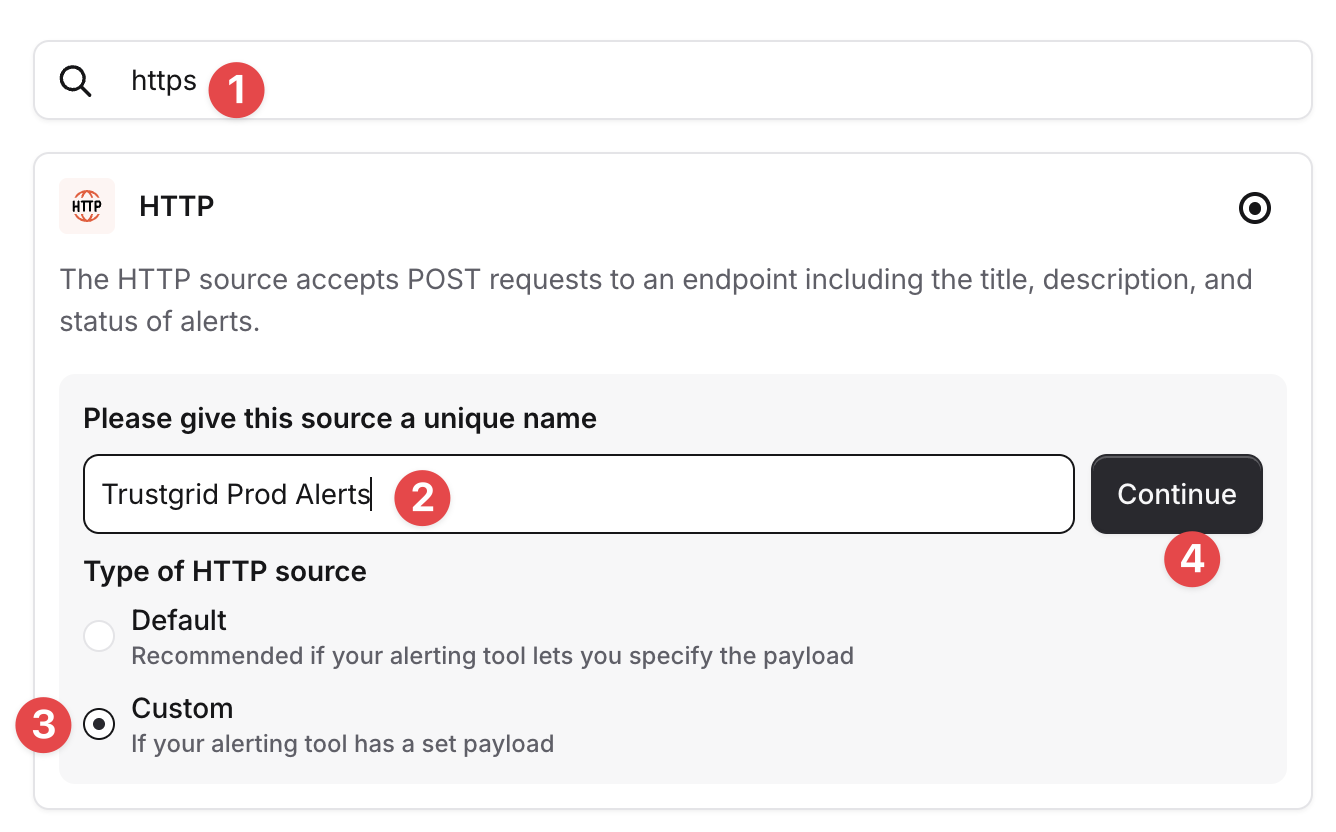 https 1
HTTP HTTP
The HTTP source accepts POST requests to an endpoint including the title, description, and
status of alerts.
Please give this source a unique name
Trustgrid Prod Alerts 2 Continue
4
Type of HTTP source
Default
Recommended if your alerting tool lets you specify the payload
3 Custom
If your alerting tool has a set payload